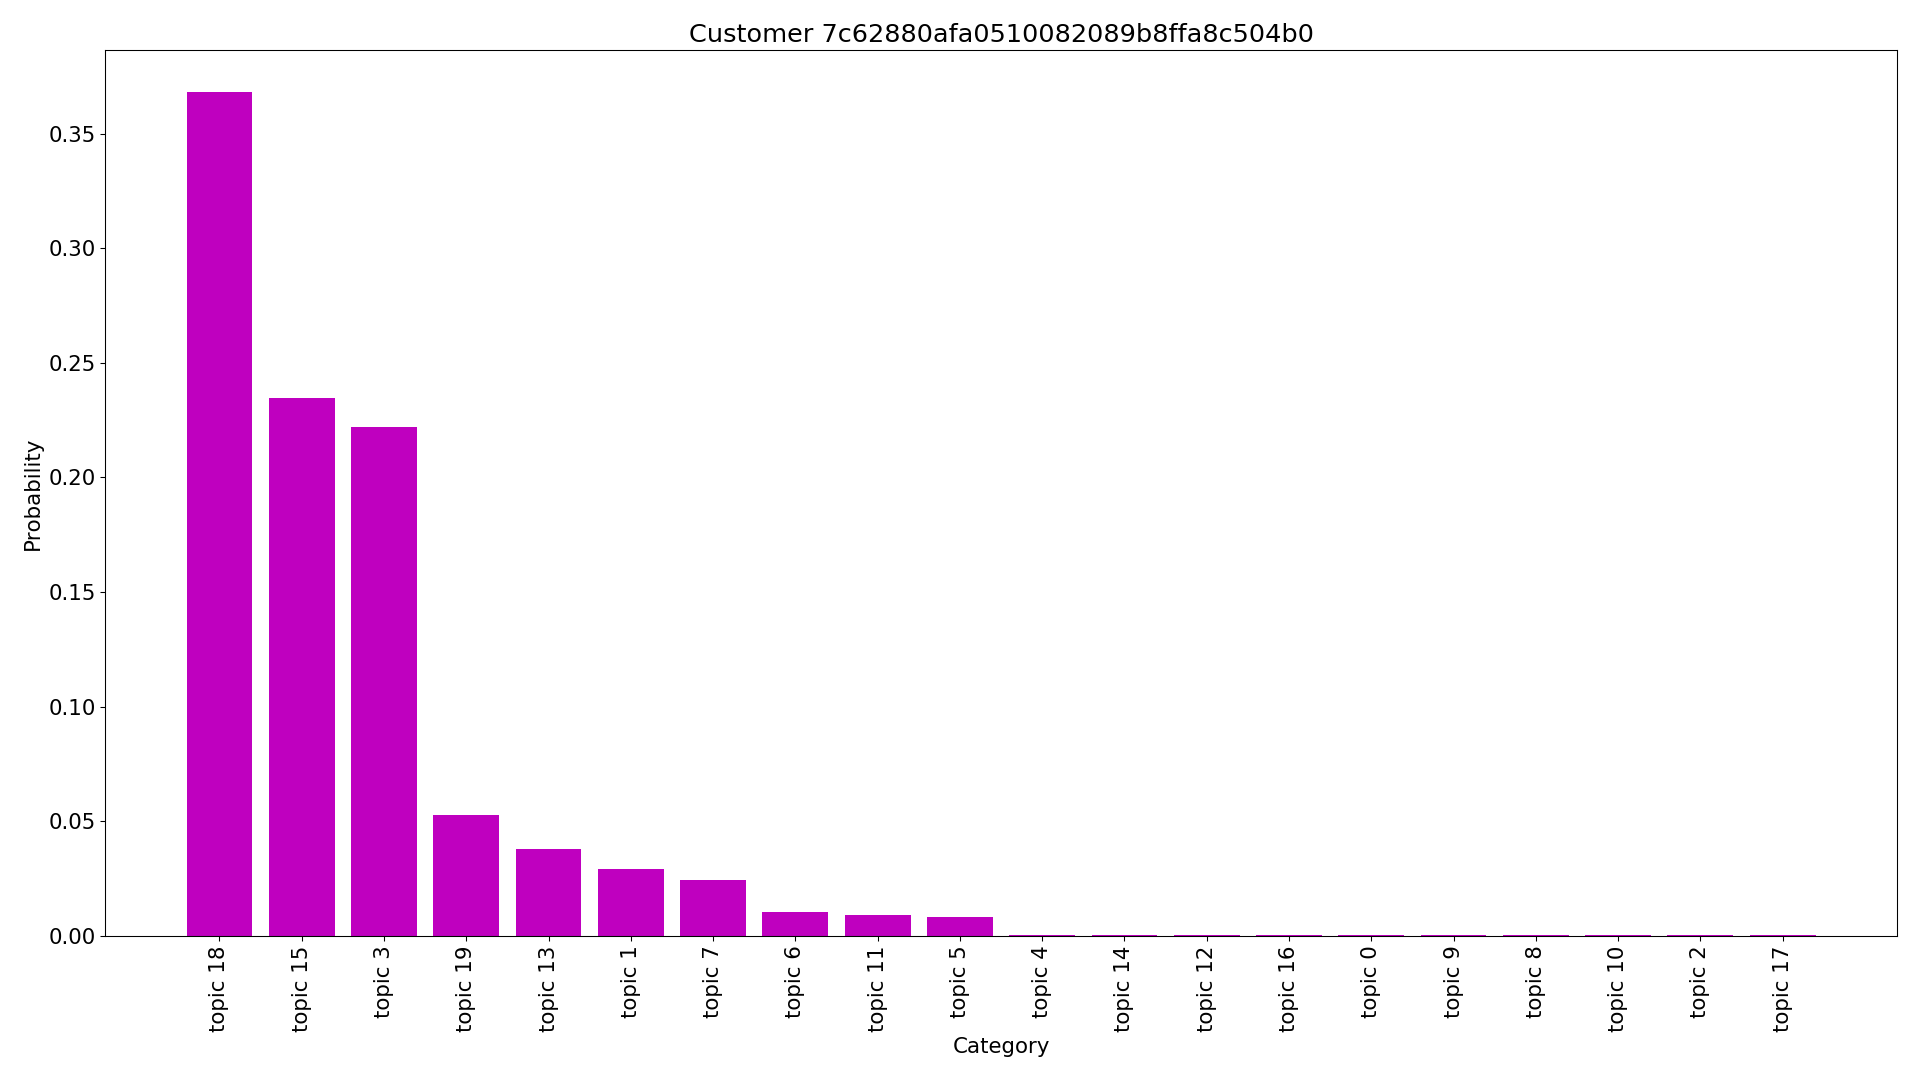 Customer 7c62880afa0510082089b8ffa8c504b0
Probability
0.35
0.30
0.25
0.20
0.15
0.10
0.05
0.00
topic 18
topic 15
topic 3
topic 19
topic 13
topic 1
topic 7
topic 6
topic 11
topic 5
topic 4
topic 14
topic 12
topic 16
topic 0
topic 9
topic 8
topic 10
topic 2
topic 17
Category